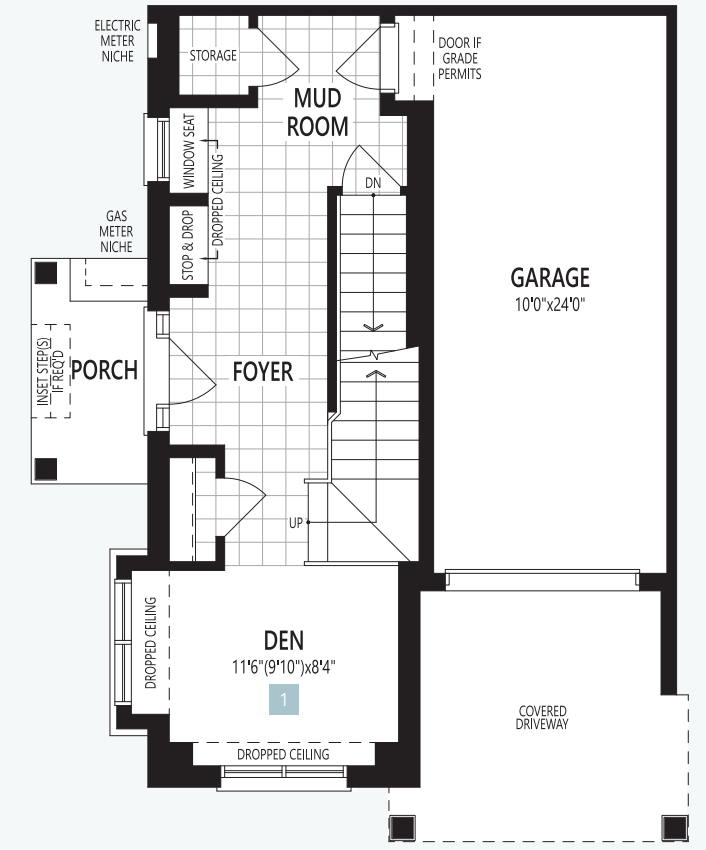 ELECTRIC
METER
NICHE
STORAGE
DOOR IF
GRADE
PERMITS
MUD
ROOM
WINDOW SEAT
DROPPED CEILING
STOP & DROP
DN
GAS
METER
NICHE
GARAGE
10'0"x24'0"
INSET STEP(S)
IF REQ'D
PORCH
FOYER
UP
DROPPED CEILING
DEN
11'6"(9'10")x8'4"
1
DROPPED CEILING
COVERED
DRIVEWAY